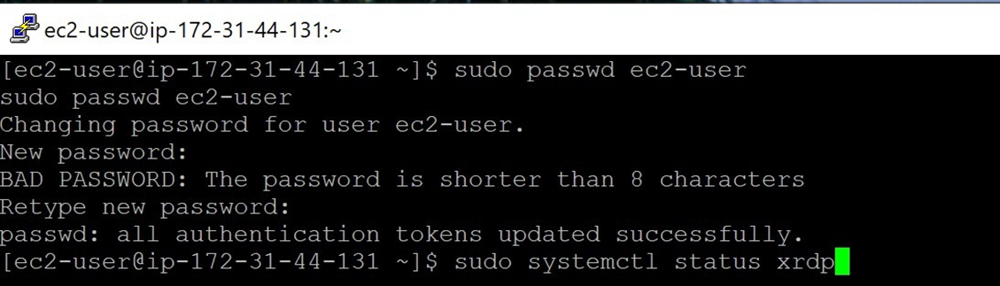 ec2-user@ip-172-31-44-131:~
[ec2-user@ip-172-31-44-131 ~]$ sudo passwd ec2-user
sudo passwd ec2-user
Changing password for user ec2-user.
New password:
BAD PASSWORD: The password is shorter than 8 characters
Retype new password:
passwd: all authentication tokens updated successfully.
[ec2-user@ip-172-31-44-131 ~]$ sudo systemctl status xrdp